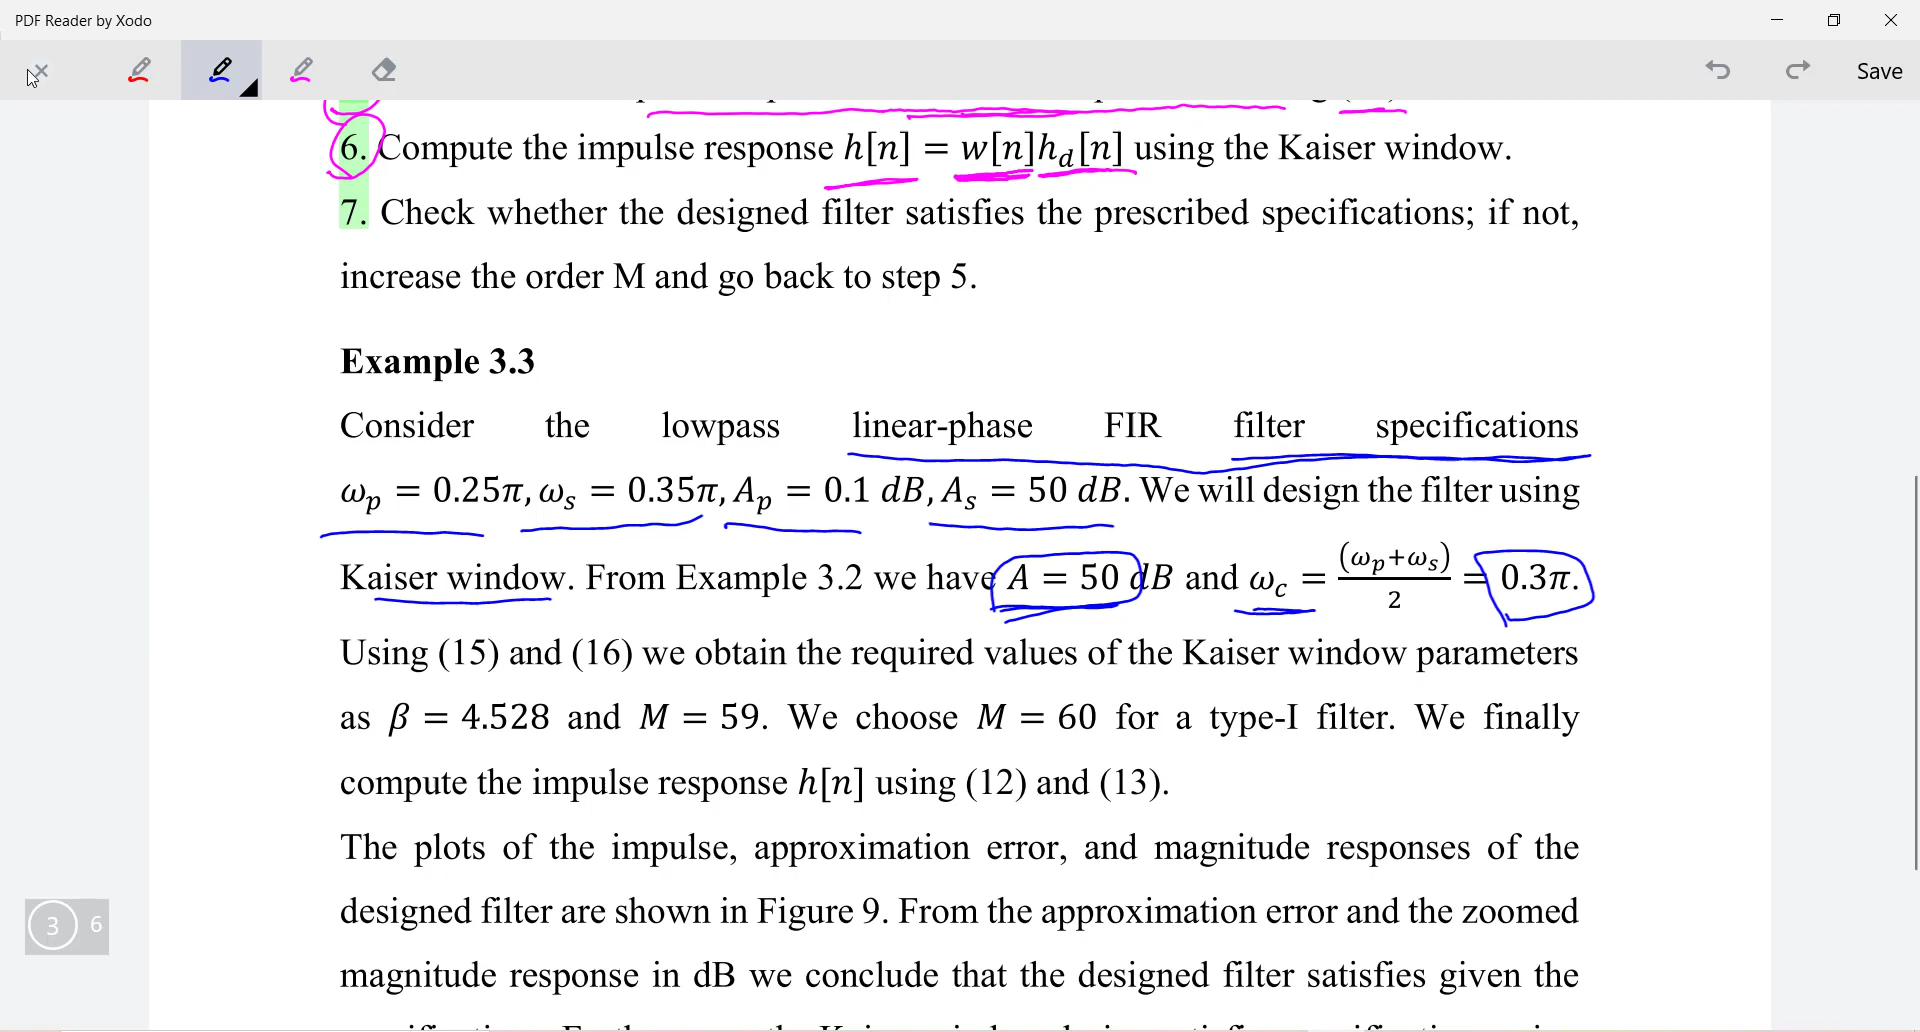 PDF Reader by Xodo
Save
6. Compute the impulse response h[n] = w[n]h_d[n] using the Kaiser window.
7. Check whether the designed filter satisfies the prescribed specifications; if not,
increase the order M and go back to step 5.
Example 3.3
Consider the lowpass linear-phase FIR filter specifications
ω_p = 0.25π, ω_s = 0.35π, A_p = 0.1 dB, A_s = 50 dB. We will design the filter using
Kaiser window. From Example 3.2 we have A = 50 dB and ω_c = (ω_p+ω_s)/2 = 0.3π.
Using (15) and (16) we obtain the required values of the Kaiser window parameters
as β = 4.528 and M = 59. We choose M = 60 for a type-I filter. We finally
compute the impulse response h[n] using (12) and (13).
The plots of the impulse, approximation error, and magnitude responses of the
designed filter are shown in Figure 9. From the approximation error and the zoomed
magnitude response in dB we conclude that the designed filter satisfies given the
3 6